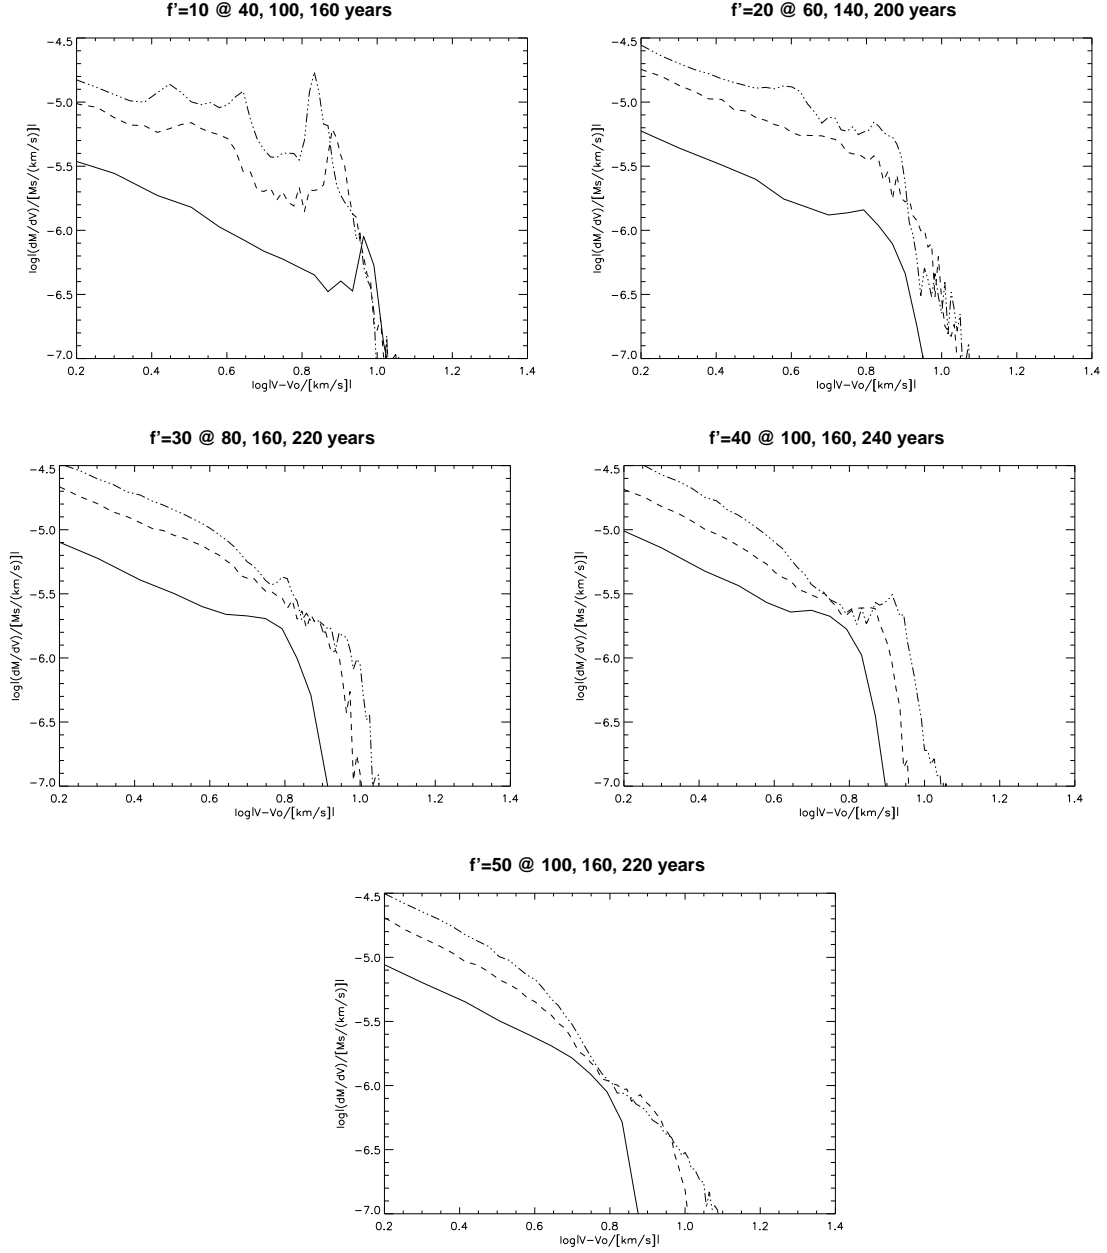 f'=10 @ 40, 100, 160 years
f'=20 @ 60, 140, 200 years
-4.5
-5.0
-5.5
-6.0
-6.5
-7.0
log|(dM/dV)/[Ms/(km/s)]|
0.2 0.4 0.6 0.8 1.0 1.2 1.4
log|V-Vo/[km/s]|
-4.5
-5.0
-5.5
-6.0
-6.5
-7.0
log|(dM/dV)/[Ms/(km/s)]|
0.2 0.4 0.6 0.8 1.0 1.2 1.4
log|V-Vo/[km/s]|
f'=30 @ 80, 160, 220 years
f'=40 @ 100, 160, 240 years
-4.5
-5.0
-5.5
-6.0
-6.5
-7.0
log|(dM/dV)/[Ms/(km/s)]|
0.2 0.4 0.6 0.8 1.0 1.2 1.4
log|V-Vo/[km/s]|
-4.5
-5.0
-5.5
-6.0
-6.5
-7.0
log|(dM/dV)/[Ms/(km/s)]|
0.2 0.4 0.6 0.8 1.0 1.2 1.4
log|V-Vo/[km/s]|
f'=50 @ 100, 160, 220 years
-4.5
-5.0
-5.5
-6.0
-6.5
-7.0
log|(dM/dV)/[Ms/(km/s)]|
0.2 0.4 0.6 0.8 1.0 1.2 1.4
log|V-Vo/[km/s]|